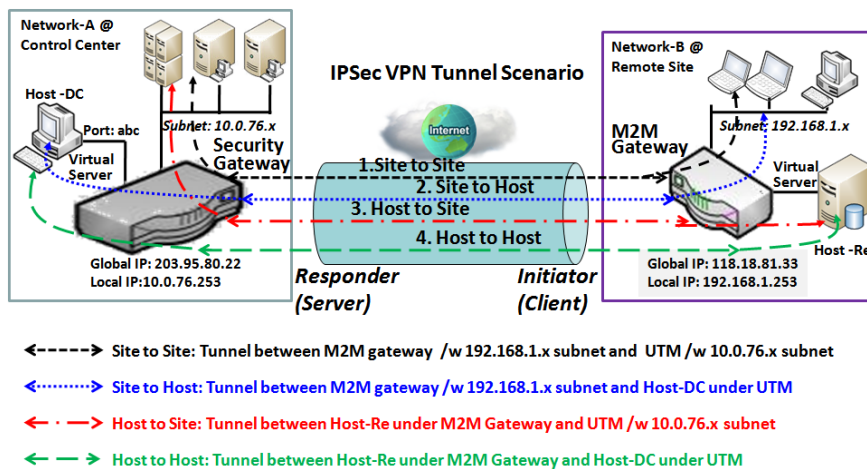 Network-A @
Control Center
Host -DC
Port: abc
Virtual
Server
Subnet: 10.0.76.x
Security
Gateway
Global IP: 203.95.80.22
Local IP:10.0.76.253
IPSec VPN Tunnel Scenario
Internet
1.Site to Site
2. Site to Host
3. Host to Site
4. Host to Host
Responder
(Server)
Initiator
(Client)
Network-B @
Remote Site
Subnet: 192.168.1.x
M2M
Gateway
Virtual
Server
Host -Re
Global IP: 118.18.81.33
Local IP: 192.168.1.253
Site to Site: Tunnel between M2M gateway /w 192.168.1.x subnet and UTM /w 10.0.76.x subnet
Site to Host: Tunnel between M2M gateway /w 192.168.1.x subnet and Host-DC under UTM
Host to Site: Tunnel between Host-Re under M2M Gateway and UTM /w 10.0.76.x subnet
Host to Host: Tunnel between Host-Re under M2M Gateway and Host-DC under UTM